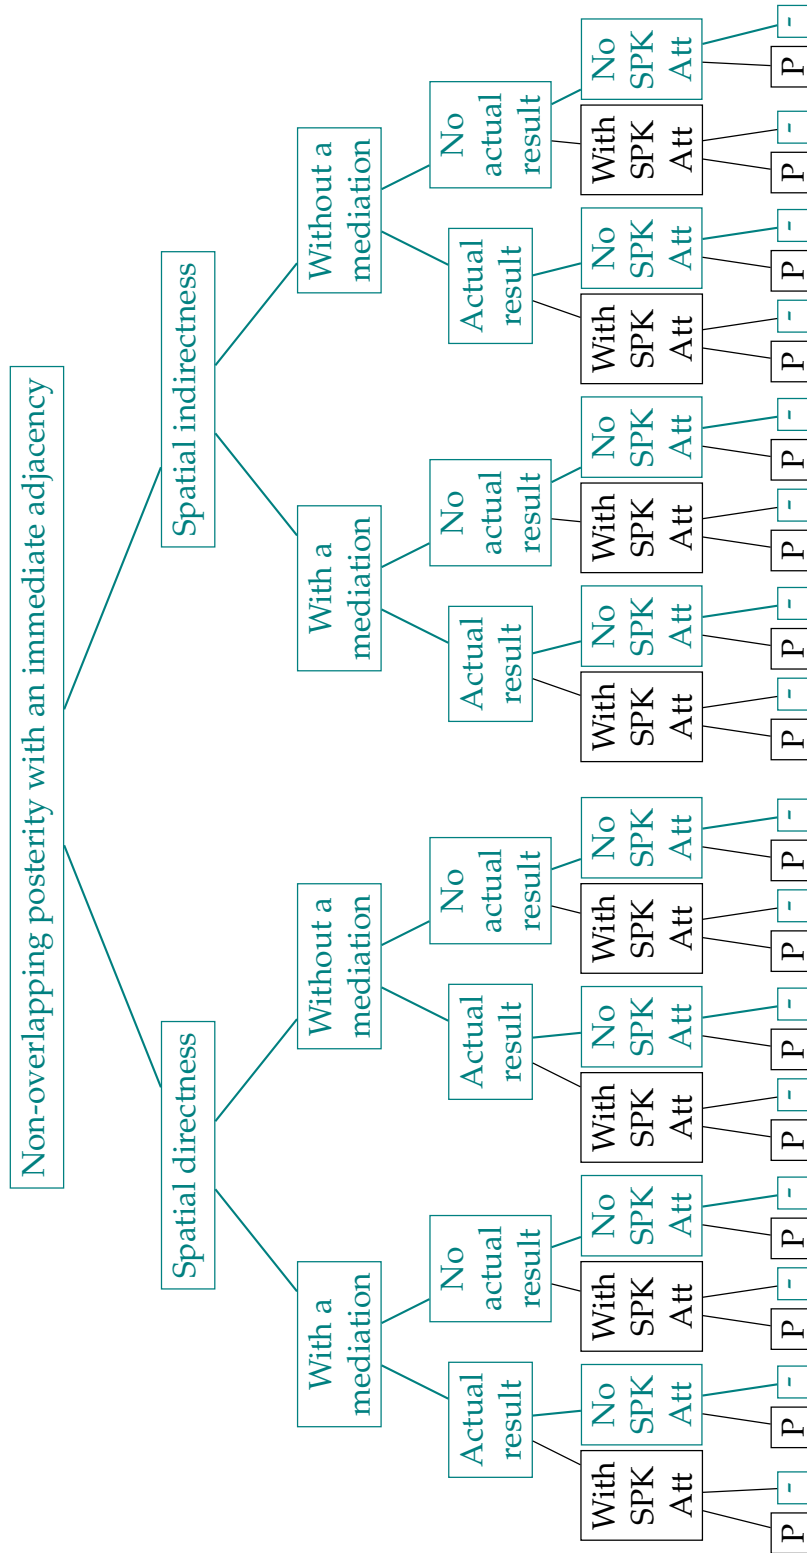 Non-overlapping posterity with an immediate adjacency
Spatial directness
Spatial indirectness
With a
mediation
Without a
mediation
With a
mediation
Without a
mediation
Actual
result
No
actual
result
Actual
result
No
actual
result
Actual
result
No
actual
result
Actual
result
No
actual
result
With
SPK
Att
No
SPK
Att
With
SPK
Att
No
SPK
Att
With
SPK
Att
No
SPK
Att
With
SPK
Att
No
SPK
Att
With
SPK
Att
No
SPK
Att
With
SPK
Att
No
SPK
Att
With
SPK
Att
No
SPK
Att
With
SPK
Att
No
SPK
Att
P
-
P
-
P
-
P
-
P
-
P
-
P
-
P
-
P
-
P
-
P
-
P
-
P
-
P
-
P
-
P
-